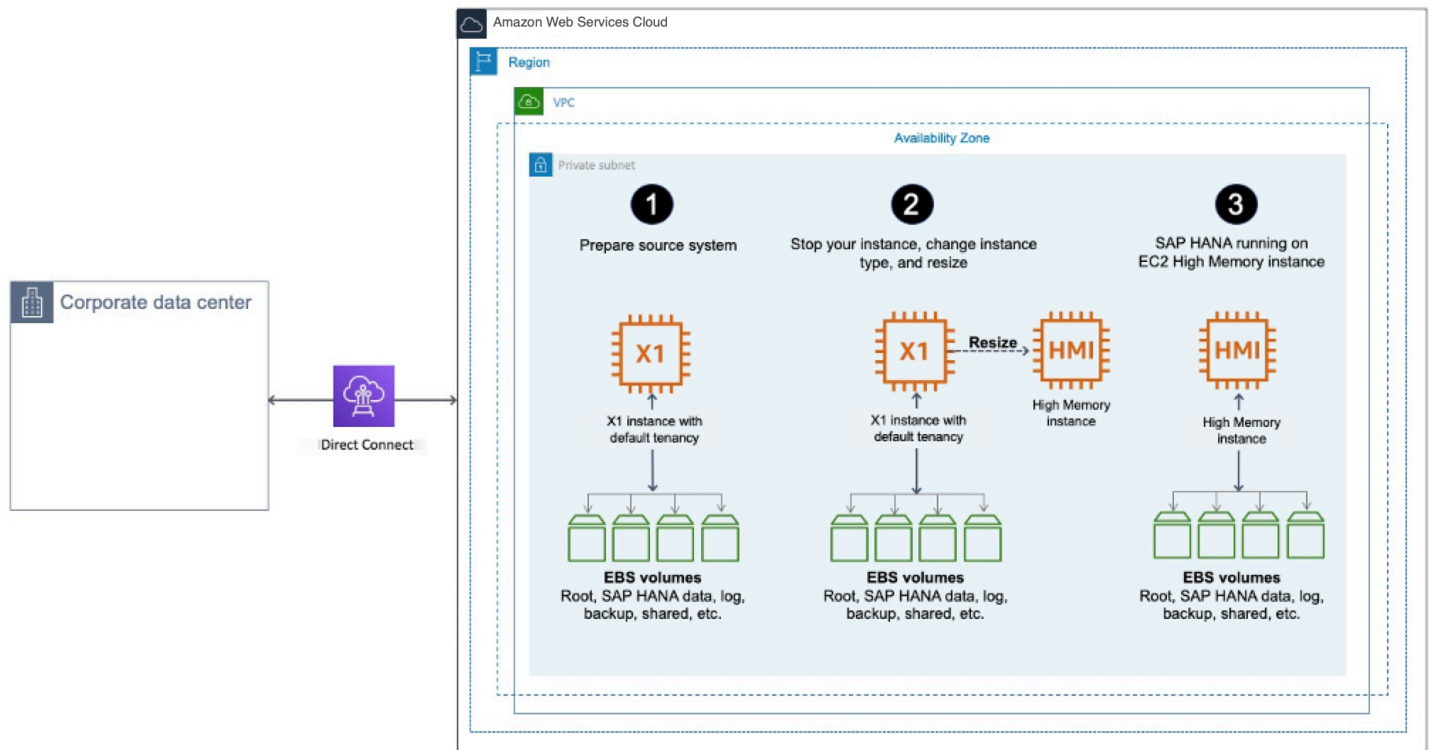 Amazon Web Services Cloud
Region
VPC
Availability Zone
Private subnet
1
Prepare source system
2
Stop your instance, change instance
type, and resize
3
SAP HANA running on
EC2 High Memory instance
Corporate data center
Direct Connect
X1
X1 instance with
default tenancy
EBS volumes
Root, SAP HANA data, log,
backup, shared, etc.
X1
Resize
HMI
High Memory
instance
X1 instance with
default tenancy
EBS volumes
Root, SAP HANA data, log,
backup, shared, etc.
HMI
High Memory
instance
EBS volumes
Root, SAP HANA data, log,
backup, shared, etc.